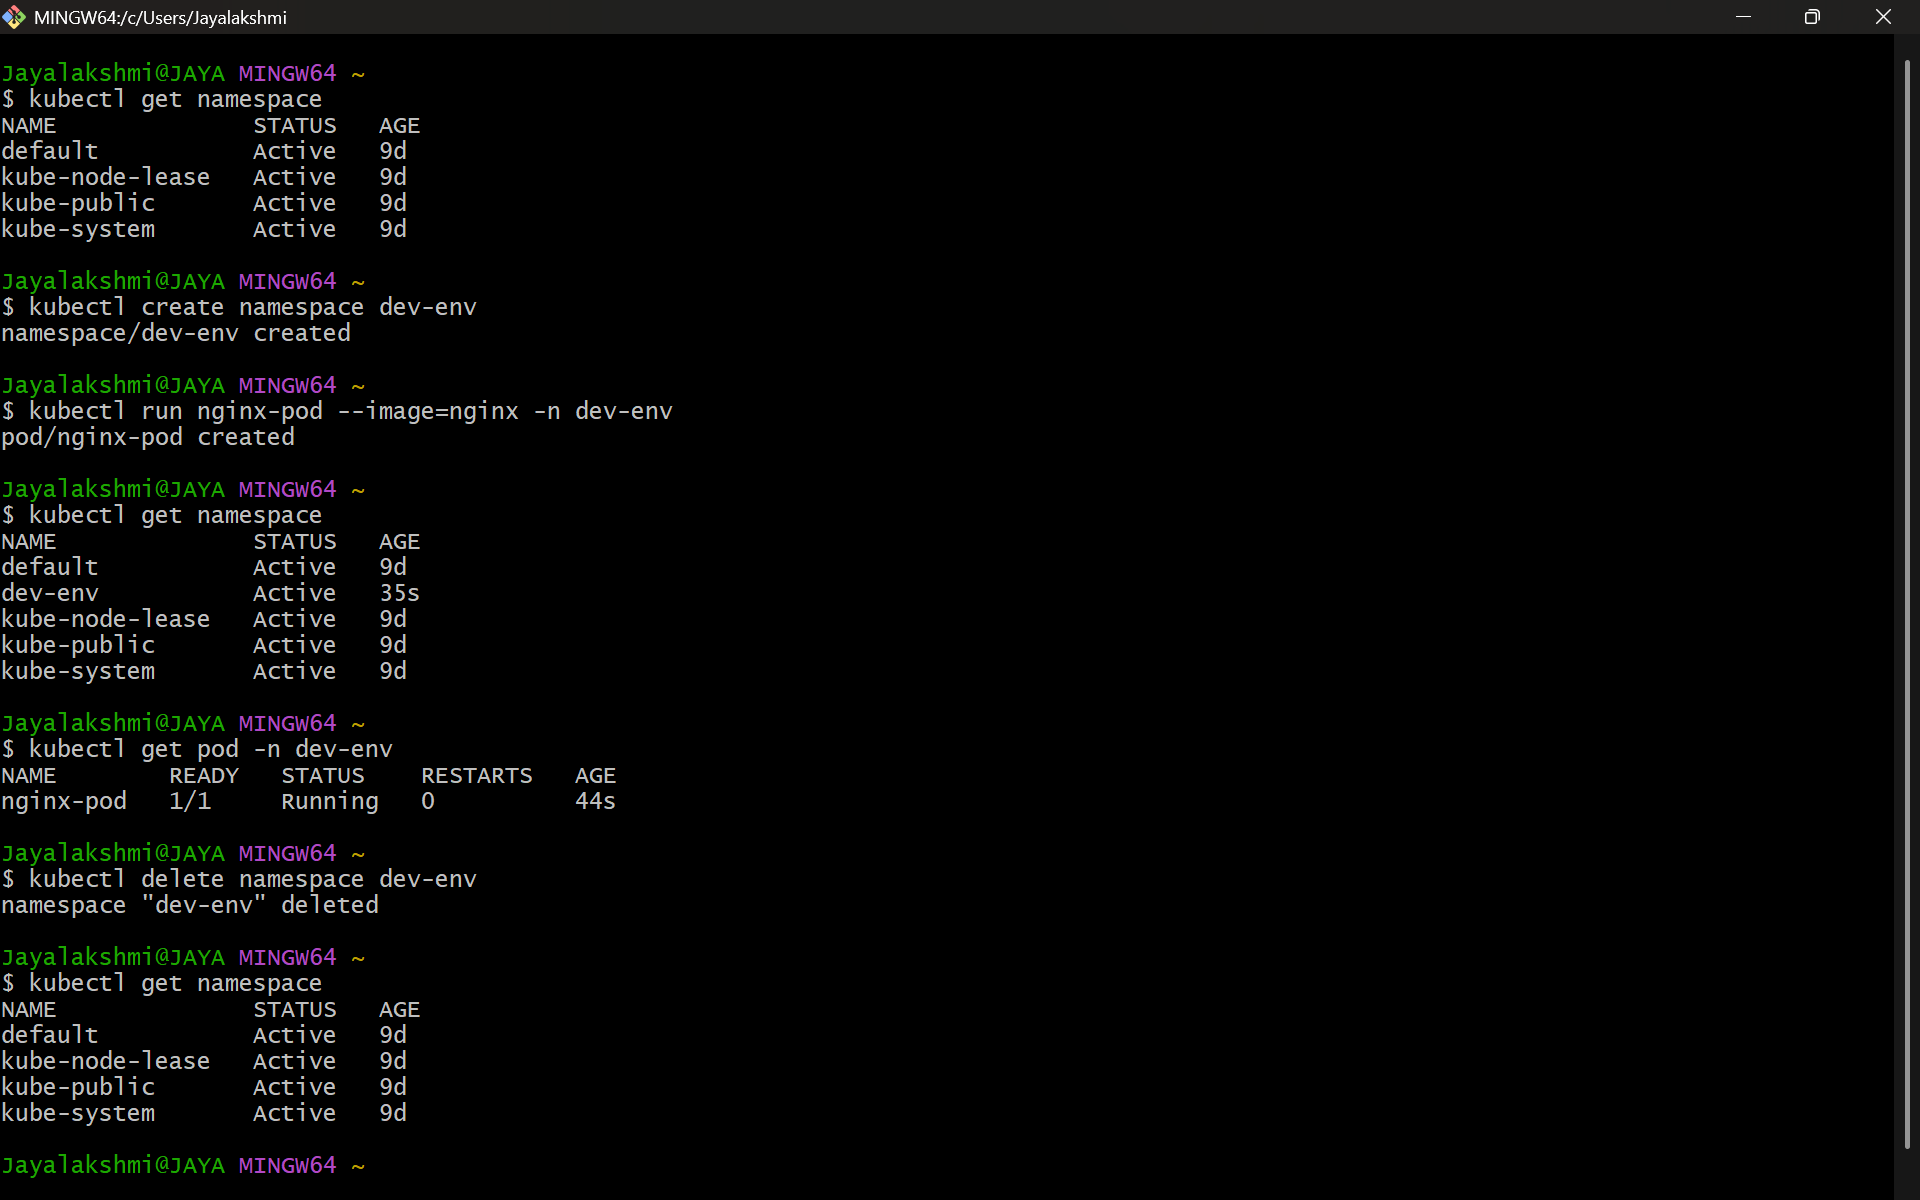 MINGW64:/c/Users/Jayalakshmi
Jayalakshmi@JAYA MINGW64 ~
$ kubectl get namespace
NAME              STATUS   AGE
default           Active   9d
kube-node-lease   Active   9d
kube-public       Active   9d
kube-system       Active   9d
Jayalakshmi@JAYA MINGW64 ~
$ kubectl create namespace dev-env
namespace/dev-env created
Jayalakshmi@JAYA MINGW64 ~
$ kubectl run nginx-pod --image=nginx -n dev-env
pod/nginx-pod created
Jayalakshmi@JAYA MINGW64 ~
$ kubectl get namespace
NAME              STATUS   AGE
default           Active   9d
dev-env           Active   35s
kube-node-lease   Active   9d
kube-public       Active   9d
kube-system       Active   9d
Jayalakshmi@JAYA MINGW64 ~
$ kubectl get pod -n dev-env
NAME        READY   STATUS    RESTARTS   AGE
nginx-pod   1/1     Running   0          44s
Jayalakshmi@JAYA MINGW64 ~
$ kubectl delete namespace dev-env
namespace "dev-env" deleted
Jayalakshmi@JAYA MINGW64 ~
$ kubectl get namespace
NAME              STATUS   AGE
default           Active   9d
kube-node-lease   Active   9d
kube-public       Active   9d
kube-system       Active   9d
Jayalakshmi@JAYA MINGW64 ~